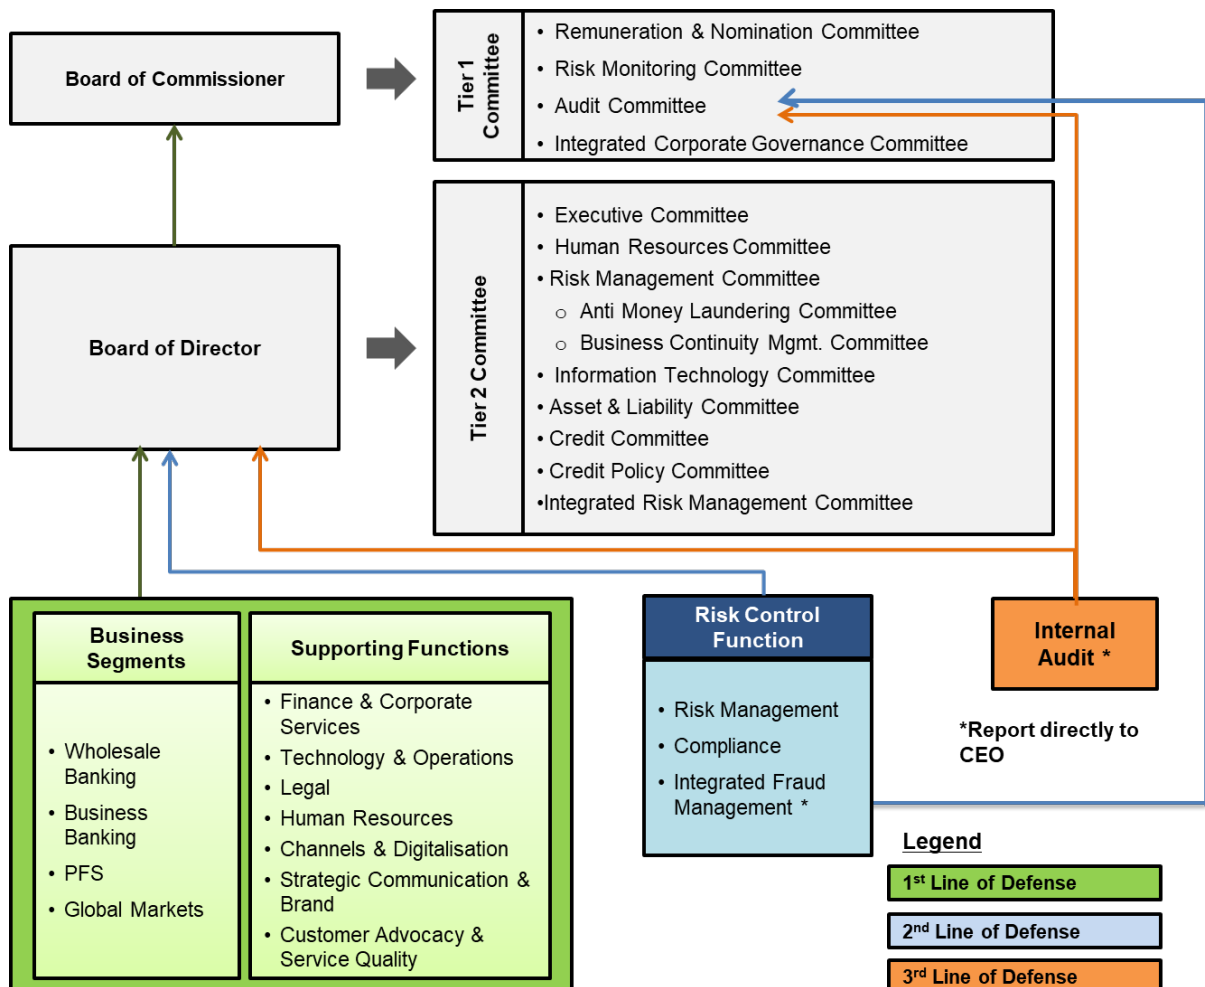 Board of Commissioner
Tier 1
Committee
• Remuneration & Nomination Committee
• Risk Monitoring Committee
• Audit Committee
• Integrated Corporate Governance Committee
Board of Director
Tier 2 Committee
• Executive Committee
• Human Resources Committee
• Risk Management Committee
o Anti Money Laundering Committee
o Business Continuity Mgmt. Committee
• Information Technology Committee
• Asset & Liability Committee
• Credit Committee
• Credit Policy Committee
•Integrated Risk Management Committee
Business
Segments
• Wholesale
Banking
• Business
Banking
• PFS
• Global Markets
Supporting Functions
• Finance & Corporate
Services
• Technology & Operations
• Legal
• Human Resources
• Channels & Digitalisation
• Strategic Communication &
Brand
• Customer Advocacy &
Service Quality
Risk Control
Function
• Risk Management
• Compliance
• Integrated Fraud
Management *
Internal
Audit *
*Report directly to
CEO
Legend
1st Line of Defense
2nd Line of Defense
3rd Line of Defense